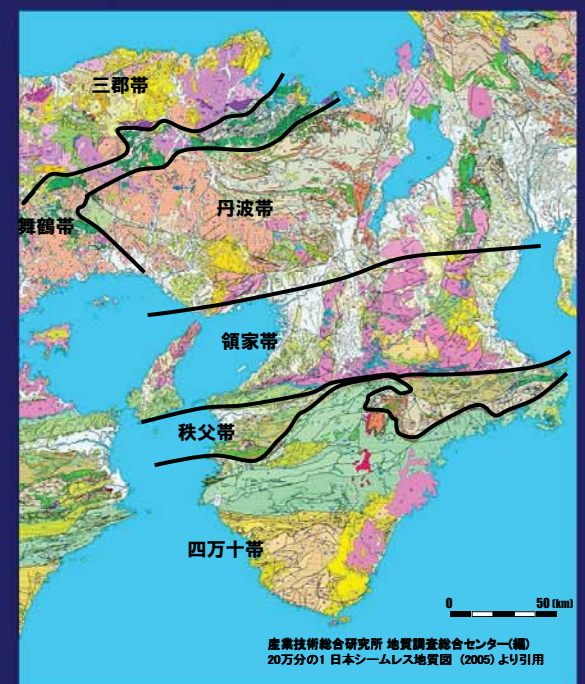 三郡帯
舞鶴帯
丹波帯
領家帯
秩父帯
四万十帯
0 50 (km)
産業技術総合研究所 地質調査総合センター(編)
20万分の1 日本シームレス地質図 (2005) より引用